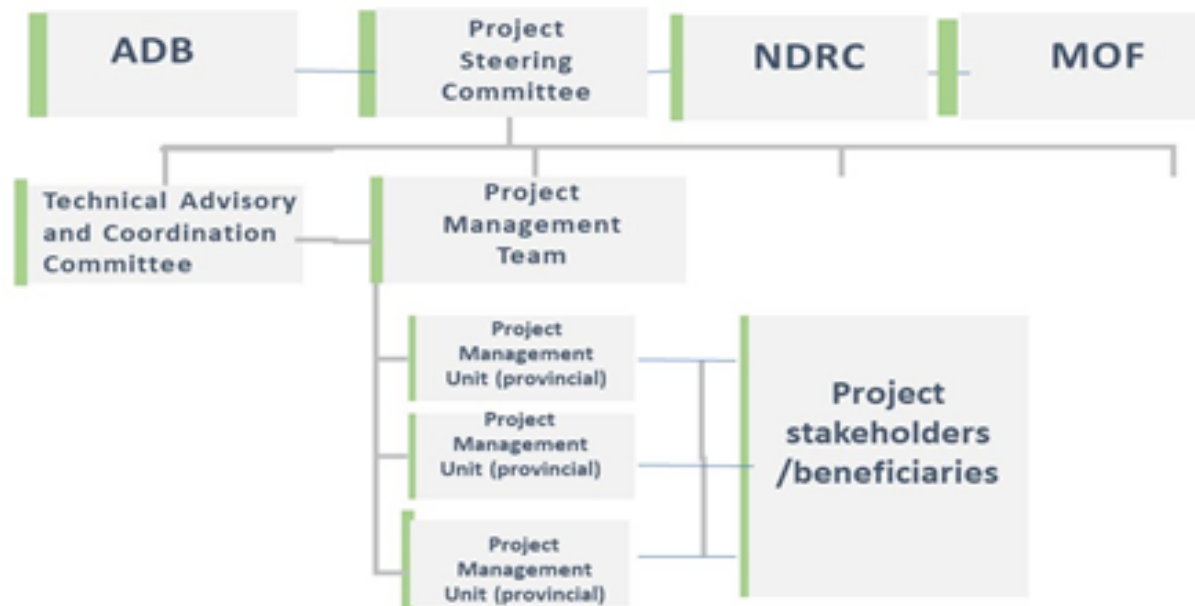 ADB
Project
Steering
Committee
NDRC
MOF
Technical Advisory
and Coordination
Committee
Project
Management
Team
Project
Management
Unit (provincial)
Project
Management
Unit (provincial)
Project
Management
Unit (provincial)
Project
stakeholders
/beneficiaries